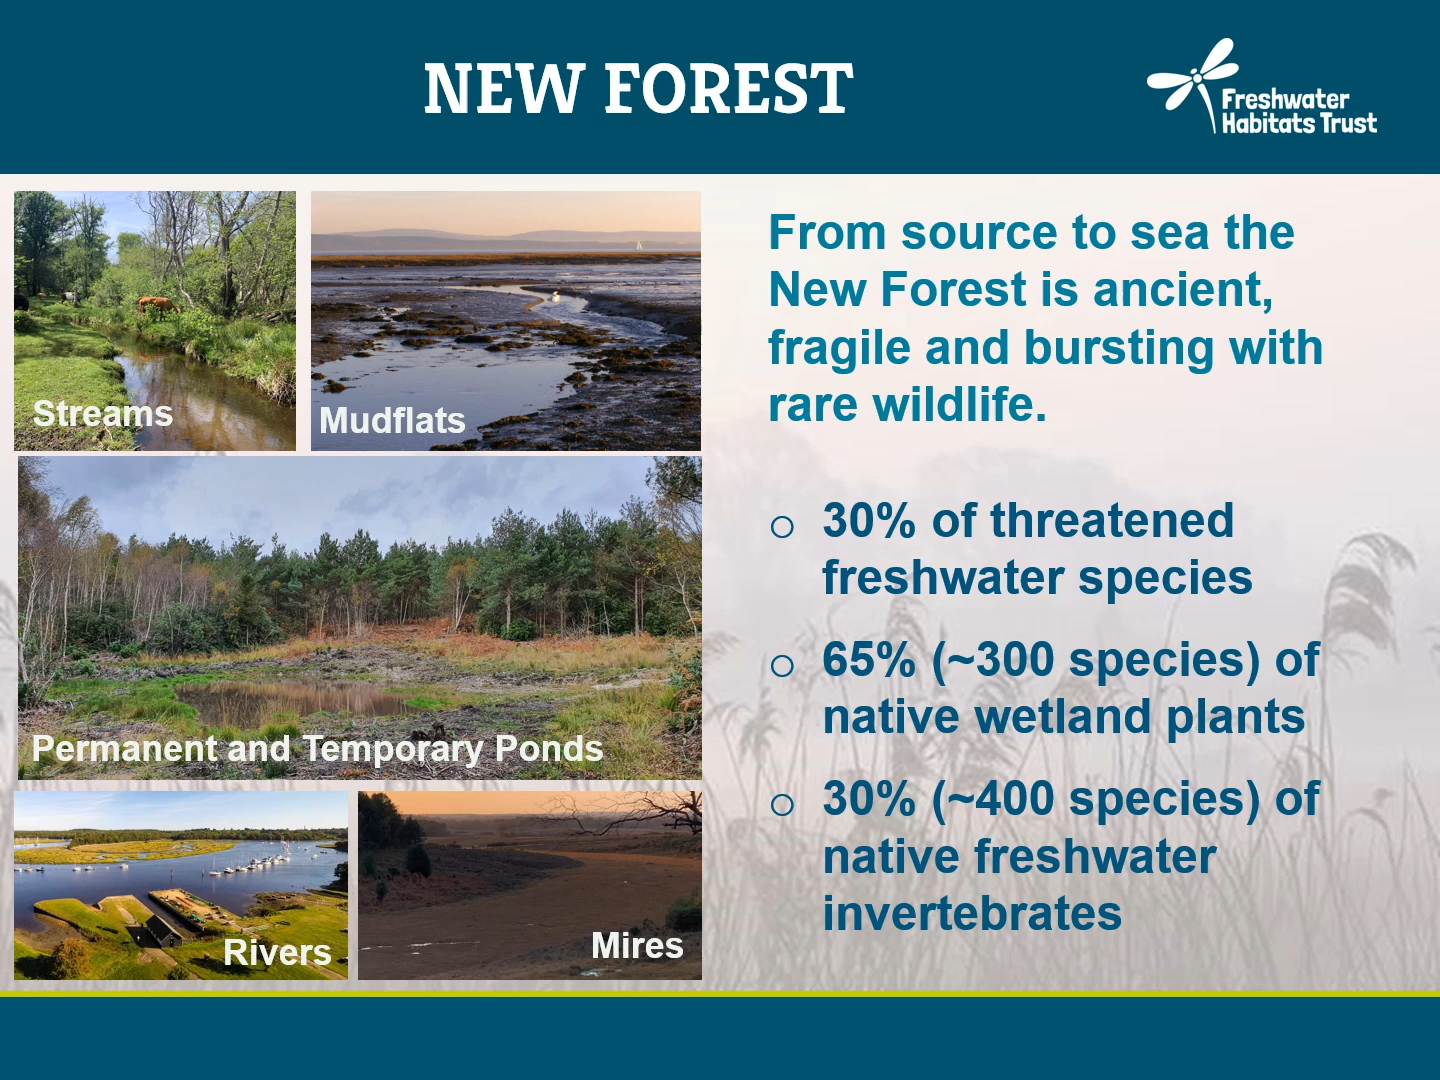 NEW FOREST
Freshwater
Habitats Trust
Streams
Mudflats
Permanent and Temporary Ponds
Rivers
Mires
From source to sea the
New Forest is ancient,
fragile and bursting with
rare wildlife.
o 30% of threatened
freshwater species
o 65% (~300 species) of
native wetland plants
o 30% (~400 species) of
native freshwater
invertebrates